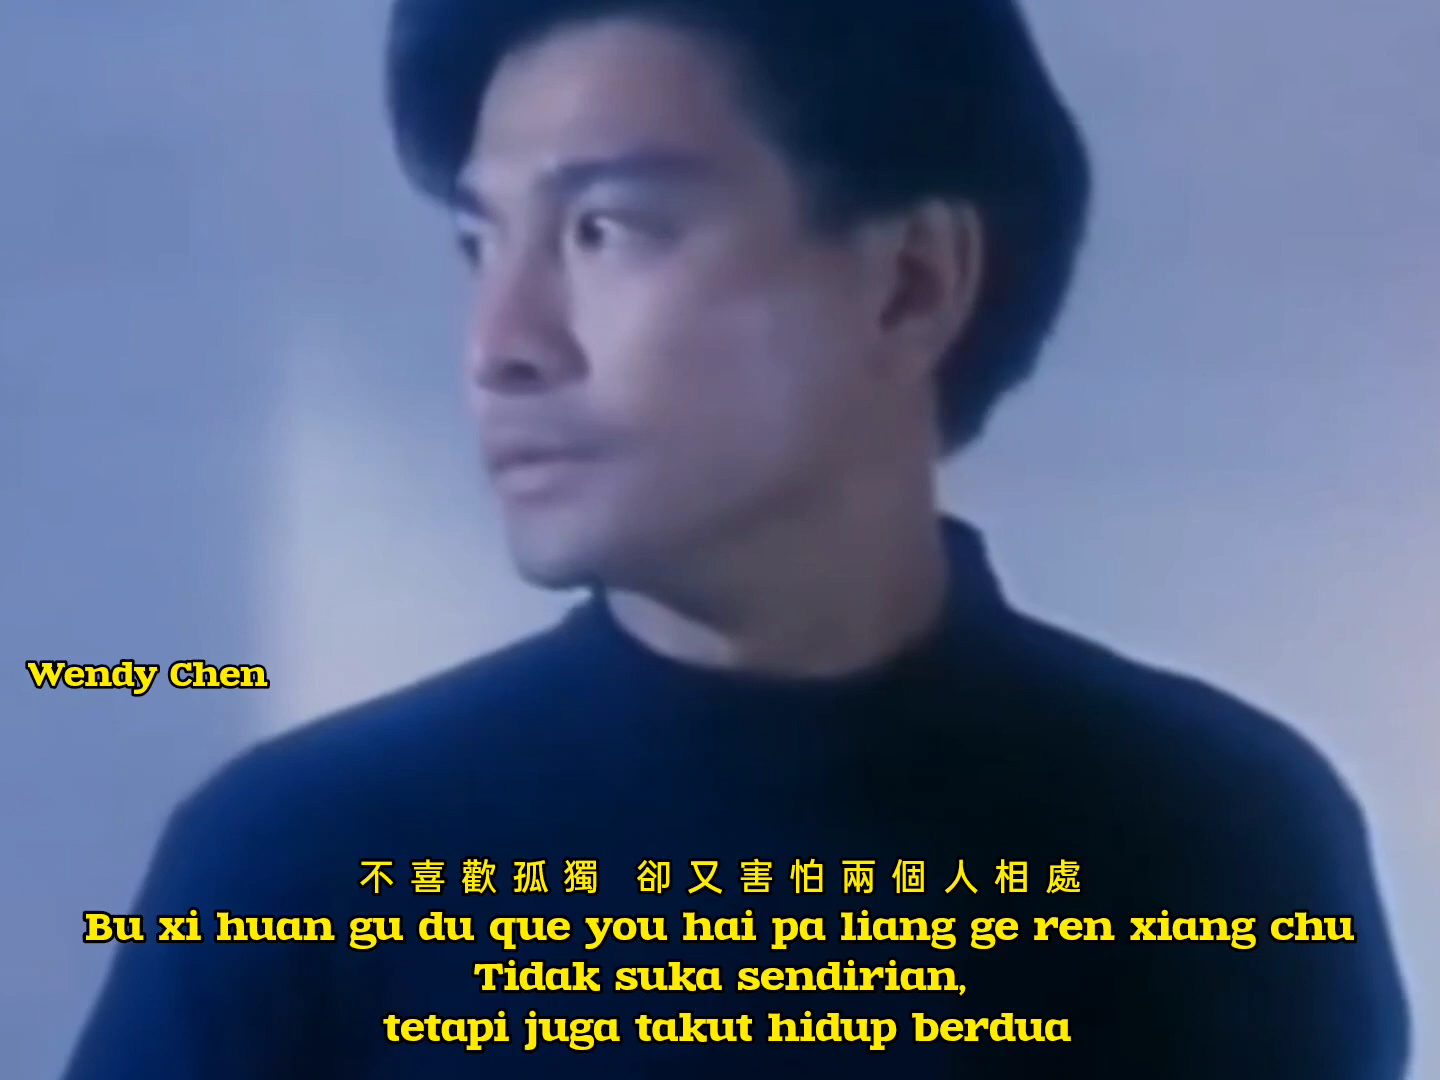 Wendy Chen
不喜歡孤獨 卻又害怕兩個人相處
Bu xi huan gu du que you hai pa liang ge ren xiang chu
Tidak suka sendirian,
tetapi juga takut hidup berdua